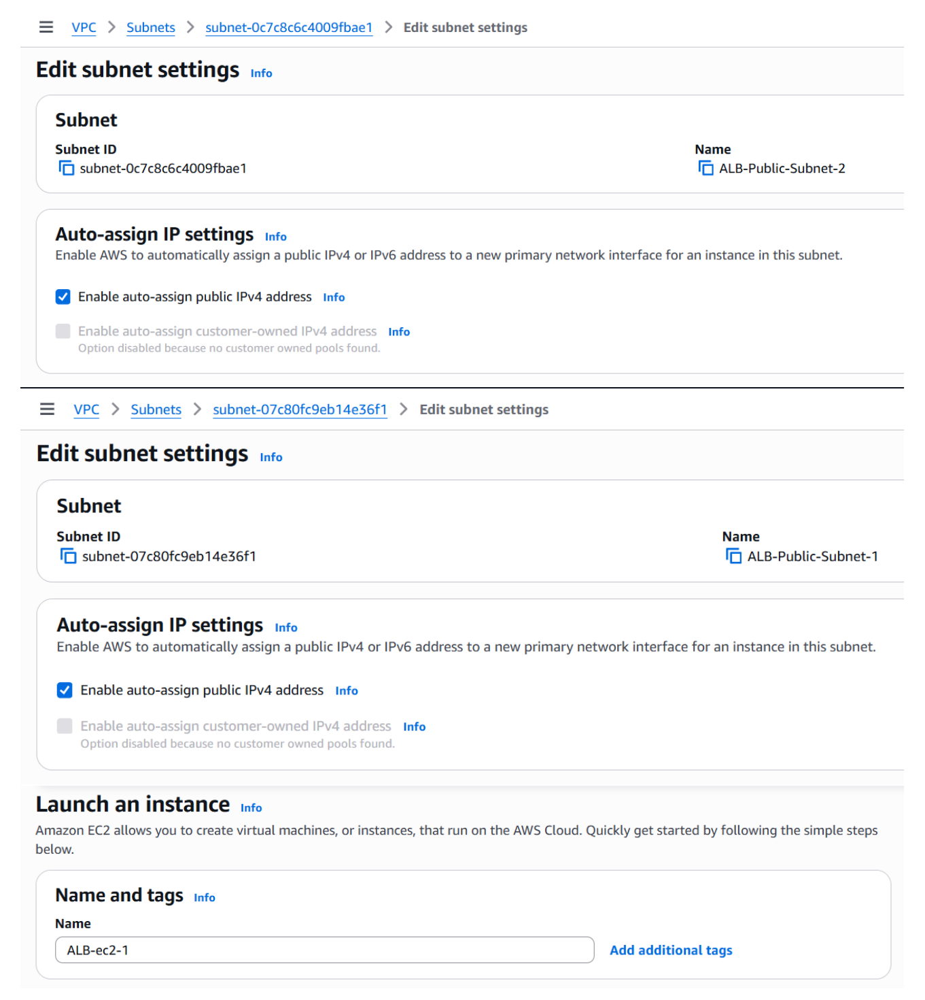 VPC > Subnets > subnet-0c7c8c6c4009fbae1 > Edit subnet settings
Edit subnet settings Info
Subnet
Subnet ID Name
subnet-0c7c8c6c4009fbae1 ALB-Public-Subnet-2
Auto-assign IP settings Info
Enable AWS to automatically assign a public IPv4 or IPv6 address to a new primary network interface for an instance in this subnet.
Enable auto-assign public IPv4 address Info
Enable auto-assign customer-owned IPv4 address Info
Option disabled because no customer owned pools found.
VPC > Subnets > subnet-07c80fc9eb14e36f1 > Edit subnet settings
Edit subnet settings Info
Subnet
Subnet ID Name
subnet-07c80fc9eb14e36f1 ALB-Public-Subnet-1
Auto-assign IP settings Info
Enable AWS to automatically assign a public IPv4 or IPv6 address to a new primary network interface for an instance in this subnet.
Enable auto-assign public IPv4 address Info
Enable auto-assign customer-owned IPv4 address Info
Option disabled because no customer owned pools found.
Launch an instance Info
Amazon EC2 allows you to create virtual machines, or instances, that run on the AWS Cloud. Quickly get started by following the simple steps
below.
Name and tags Info
Name
ALB-ec2-1 Add additional tags